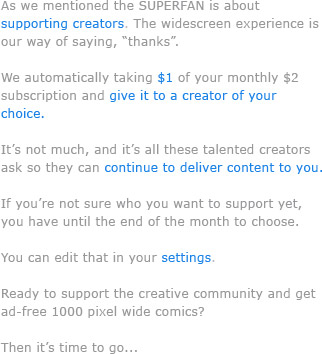 As we mentioned the SUPERFAN is about
supporting creators. The widescreen experience is
our way of saying, “thanks”.
We automatically taking $1 of your monthly $2
subscription and give it to a creator of your
choice.
It’s not much, and it’s all these talented creators
ask so they can continue to deliver content to you.
If you’re not sure who you want to support yet,
you have until the end of the month to choose.
You can edit that in your settings.
Ready to support the creative community and get
ad-free 1000 pixel wide comics?
Then it’s time to go...